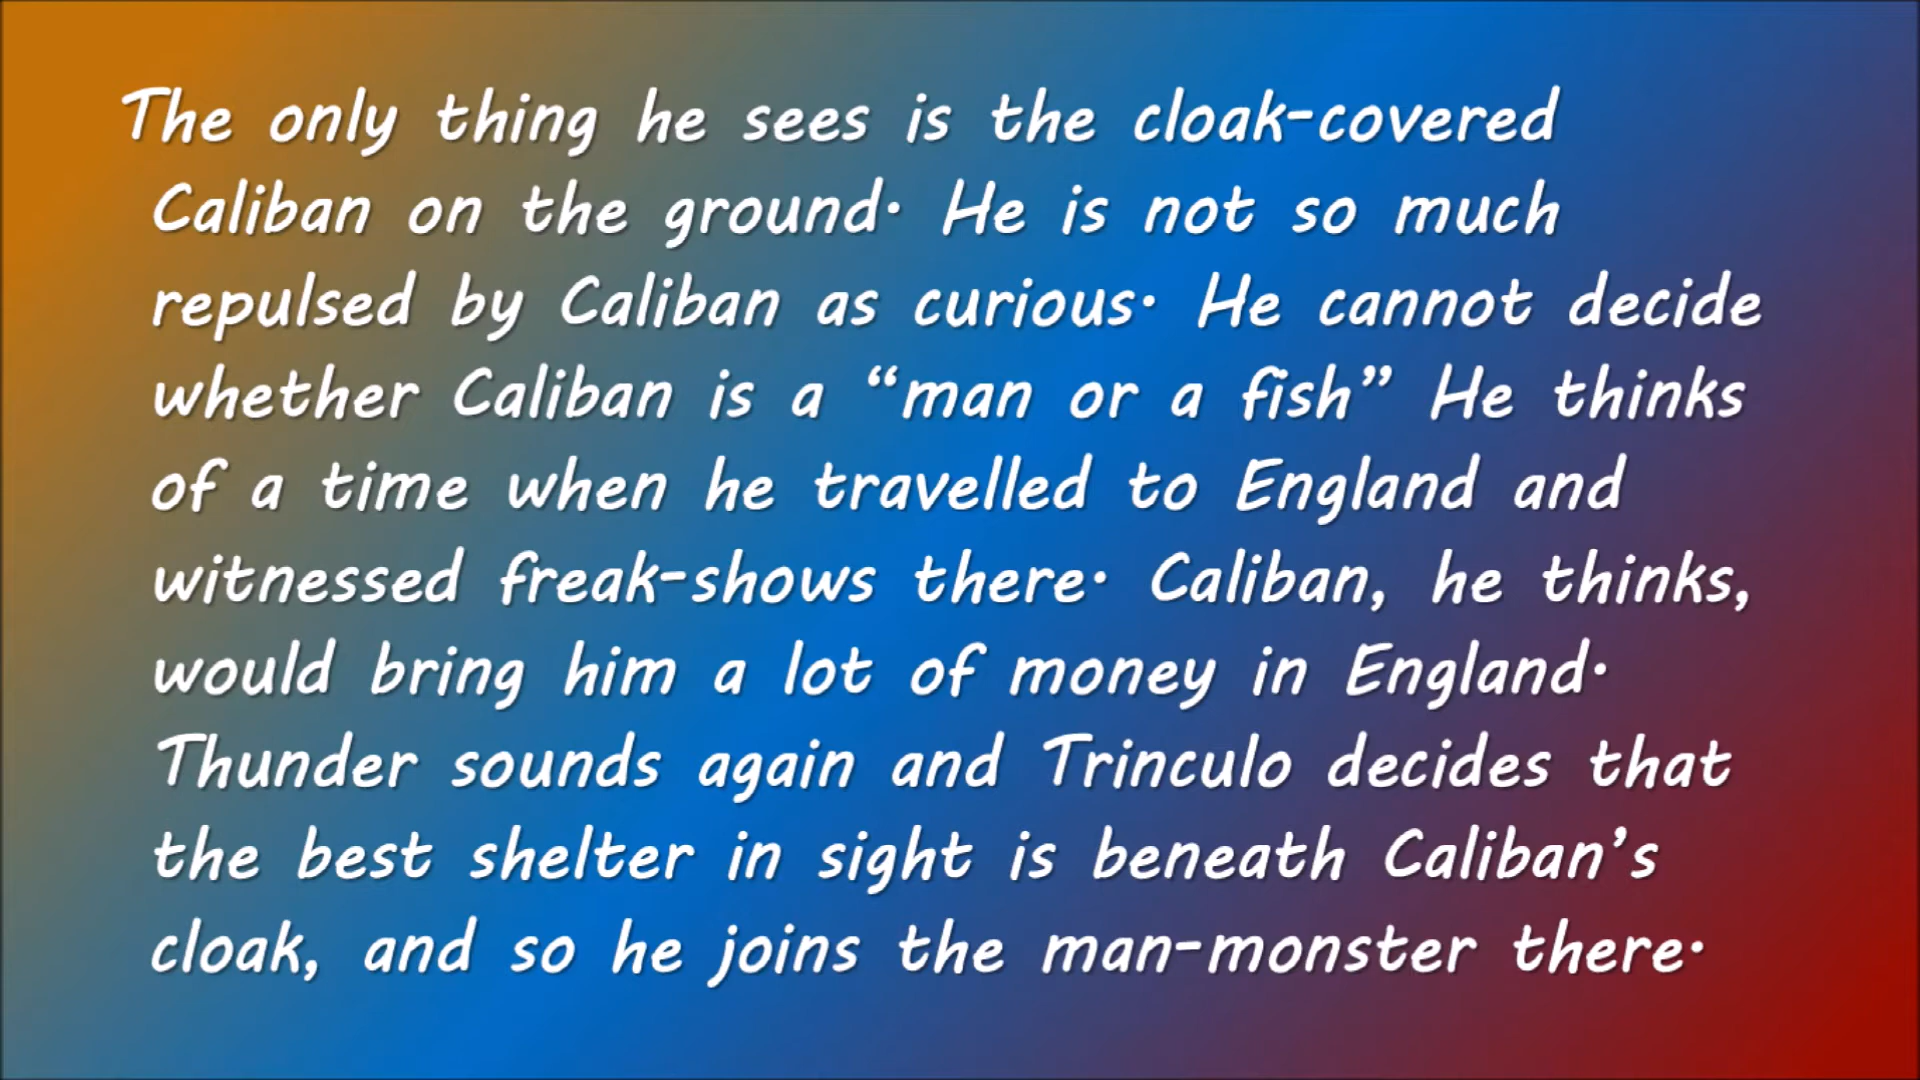 The only thing he sees is the cloak-covered
Caliban on the ground. He is not so much
repulsed by Caliban as curious. He cannot decide
whether Caliban is a “man or a fish” He thinks
of a time when he travelled to England and
witnessed freak-shows there. Caliban, he thinks,
would bring him a lot of money in England.
Thunder sounds again and Trinculo decides that
the best shelter in sight is beneath Caliban’s
cloak, and so he joins the man-monster there.